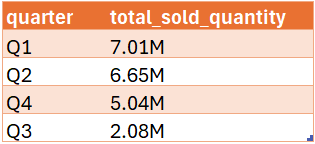 quarter total_sold_quantity
Q1 7.01M
Q2 6.65M
Q4 5.04M
Q3 2.08M